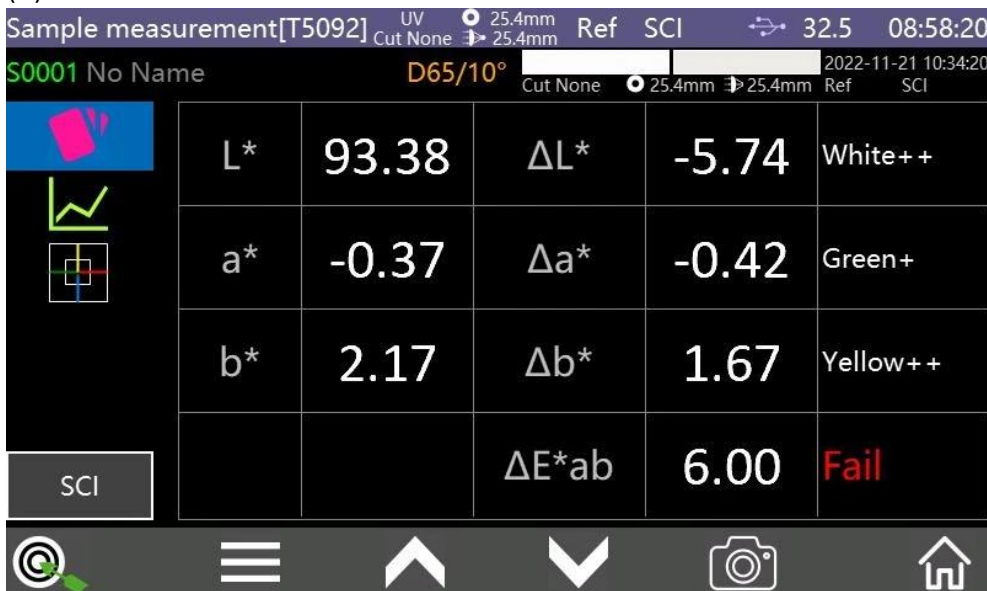 Sample measurement[T5092] UV Cut None 25.4mm 25.4mm Ref SCI 32.5 08:58:20
S0001 No Name D65/10° Cut None 25.4mm 25.4mm 2022-11-21 10:34:20 Ref SCI
L* 93.38 ΔL* -5.74 White++
a* -0.37 Δa* -0.42 Green+
b* 2.17 Δb* 1.67 Yellow++
ΔE*ab 6.00 Fail
SCI